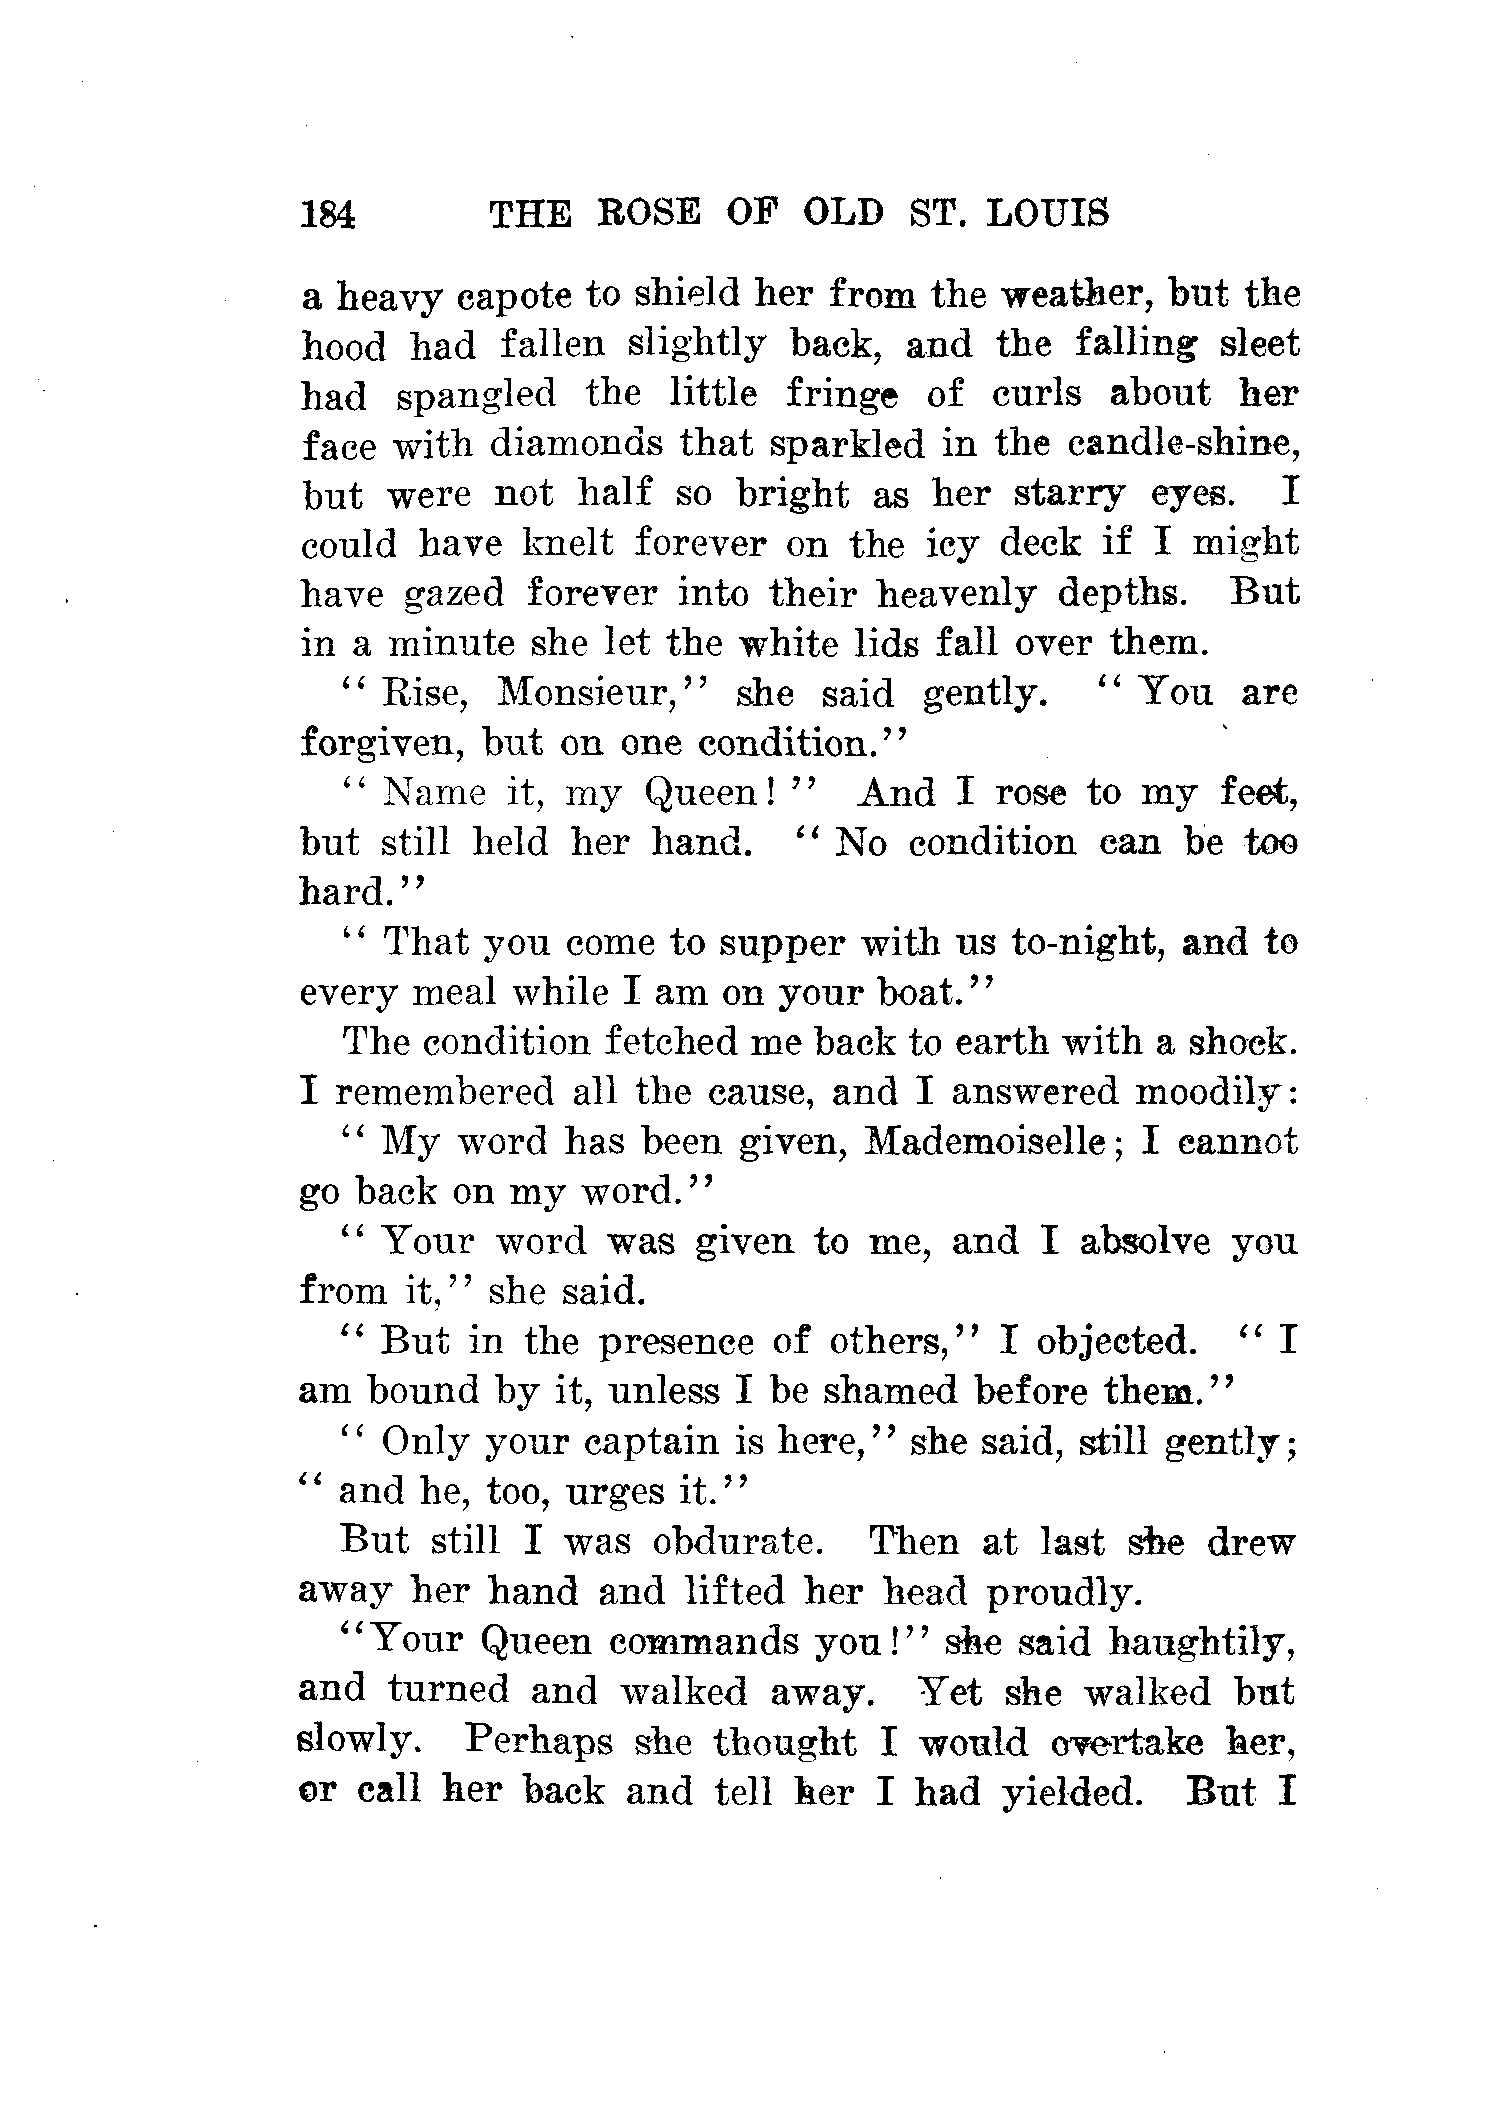 184 THE ROSE OF OLD ST. LOUIS
a heavy capote to shield her from the weather, but the
hood had fallen slightly back, and the falling sleet
had spangled the little fringe of curls about her
face with diamonds that sparkled in the candle-shine,
but were not half so bright as her starry eyes. I
could have knelt forever on the icy deck if I might
have gazed forever into their heavenly depths. But
in a minute she let the white lids fall over them.
“ Rise, Monsieur,” she said gently. “ You are
forgiven, but on one condition.”
“ Name it, my Queen! ” And I rose to my feet,
but still held her hand. “ No condition can be too
hard.”
“ That you come to supper with us to-night, and to
every meal while I am on your boat.”
The condition fetched me back to earth with a shock.
I remembered all the cause, and I answered moodily:
“ My word has been given, Mademoiselle; I cannot
go back on my word.”
“ Your word was given to me, and I absolve you
from it,” she said.
“ But in the presence of others,” I objected. “ I
am bound by it, unless I be shamed before them.”
“ Only your captain is here,” she said, still gently;
“ and he, too, urges it.”
But still I was obdurate. Then at last she drew
away her hand and lifted her head proudly.
“Your Queen commands you!” she said haughtily,
and turned and walked away. Yet she walked but
slowly. Perhaps she thought I would overtake her,
or call her back and tell her I had yielded. But I